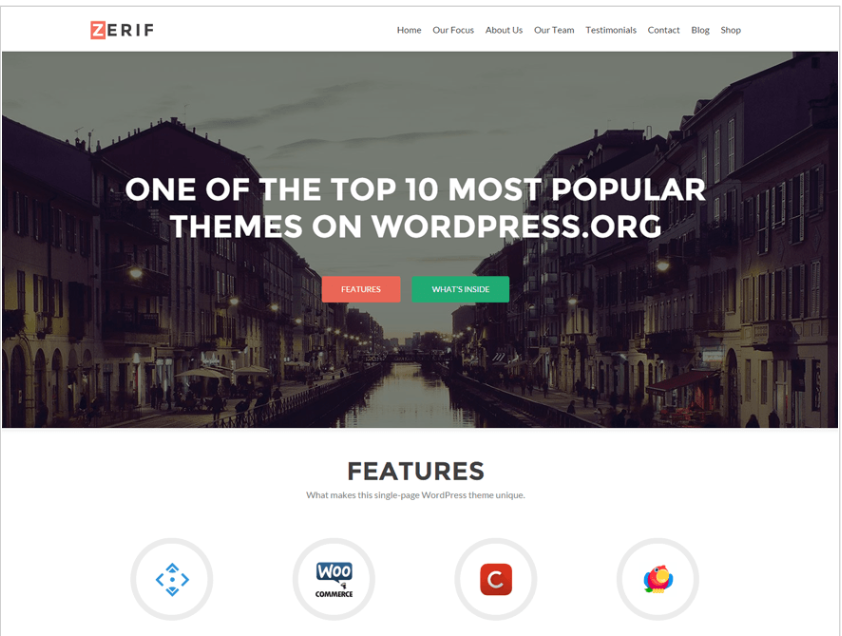 ZERIF
Home Our Focus About Us Our Team Testimonials Contact Blog Shop
ONE OF THE TOP 10 MOST POPULAR
THEMES ON WORDPRESS.ORG
FEATURES WHAT'S INSIDE
FEATURES
What makes this single-page WordPress theme unique.
WOO C
COMMERCE